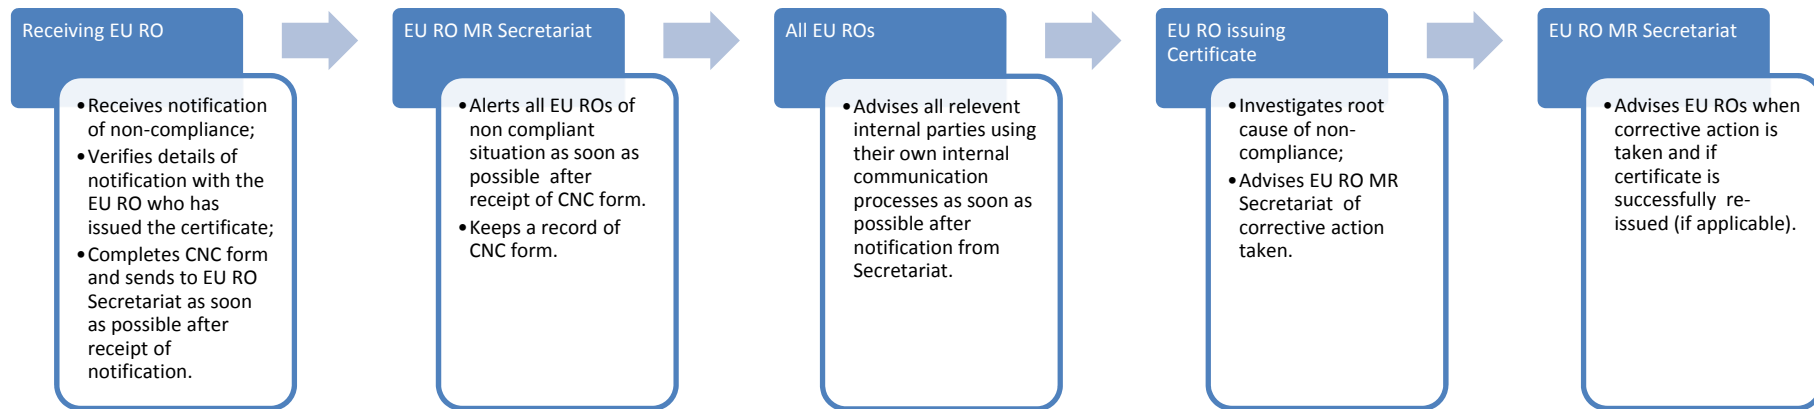 Receiving EU RO
•Receives notification
of non-compliance;
•Verifies details of
notification with the
EU RO who has
issued the certificate;
•Completes CNC form
and sends to EU RO
Secretariat as soon
as possible after
receipt of
notification.
EU RO MR Secretariat
•Alerts all EU ROs of
non compliant
situation as soon as
possible after
receipt of CNC form.
•Keeps a record of
CNC form.
All EU ROs
•Advises all relevent
internal parties using
their own internal
communication
processes as soon as
possible after
notification from
Secretariat.
EU RO issuing
Certificate
•Investigates root
cause of non-
compliance;
•Advises EU RO MR
Secretariat of
corrective action
taken.
EU RO MR Secretariat
•Advises EU ROs when
corrective action is
taken and if
certificate is
successfully re-
issued (if applicable).